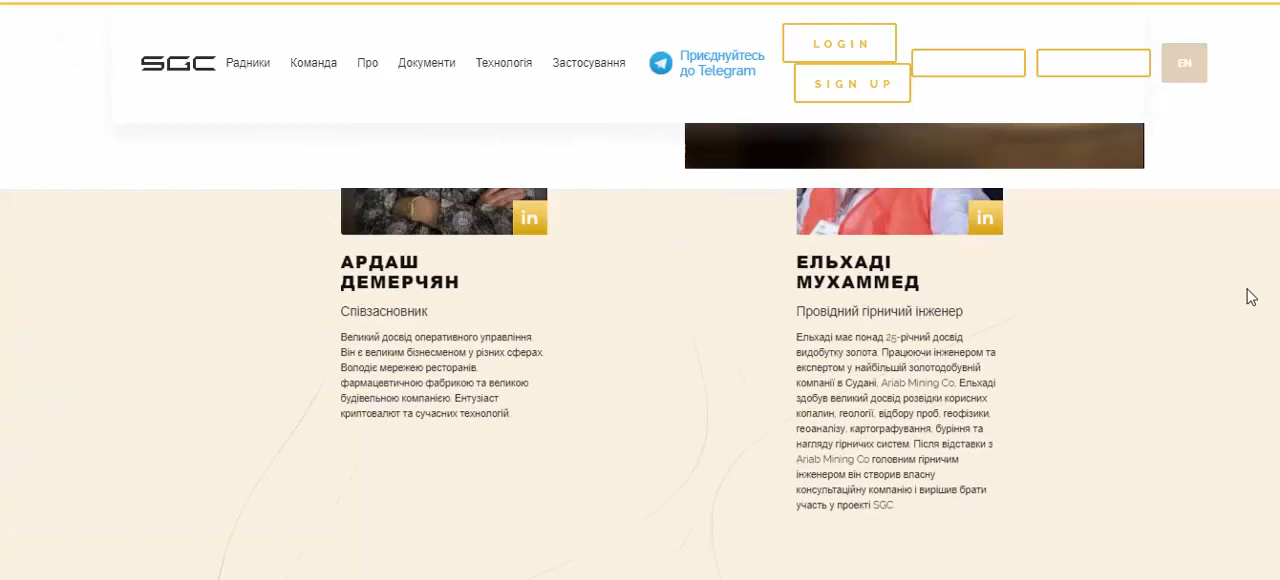 SGC
Радники
Команда
Про
Документи
Технологія
Застосування
Приєднуйтесь
до Telegram
LOGIN
SIGN UP
EN
in
in
АРДАШ
ДЕМЕРЧЯН
Співзасновник
Великий досвід оперативного управління.
Він є великим бізнесменом у різних сферах.
Володіє мережею ресторанів,
фармацевтичною фабрикою та великою
будівельною компанією. Ентузіаст
криптовалют та сучасних технологій.
ЕЛЬХАДІ
МУХАММЕД
Провідний гірничий інженер
Ельхаді має понад 25-річний досвід
видобутку золота. Працюючи інженером та
експертом у найбільшій золотодобувній
компанії в Судані, Ariab Mining Co, Ельхаді
здобув великий досвід розвідки корисних
копалин, геології, відбору проб, геофізики,
геоаналізу, картографування, буріння та
нагляду гірничих систем. Після відставки з
Ariab Mining Co головним гірничим
інженером він створив власну
консультаційну компанію і вирішив брати
участь у проекті SGC.